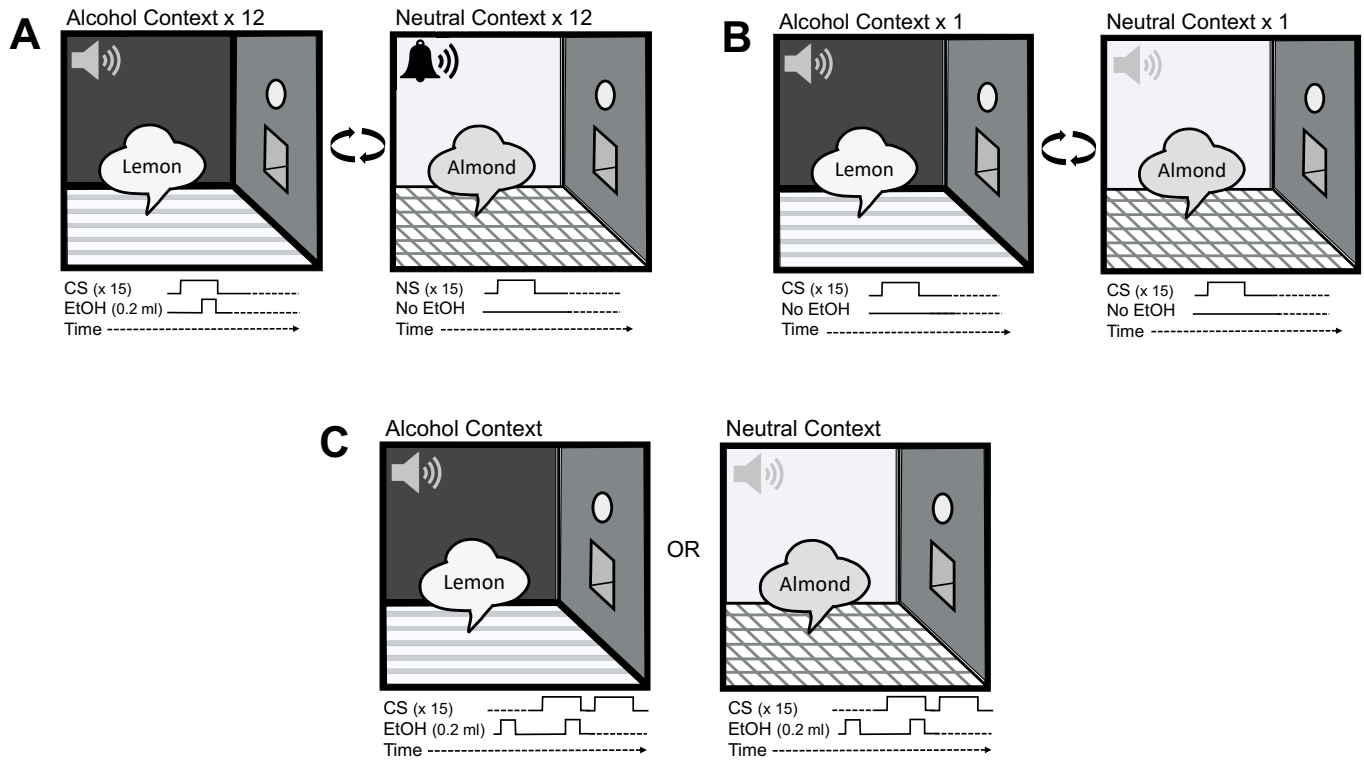 A
Alcohol Context x 12
Neutral Context x 12
Lemon
Almond
CS (x 15)
EtOH (0.2 ml)
Time
NS (x 15)
No EtOH
Time
B
Alcohol Context x 1
Neutral Context x 1
Lemon
Almond
CS (x 15)
No EtOH
Time
CS (x 15)
No EtOH
Time
C
Alcohol Context
Neutral Context
Lemon
OR
Almond
CS (x 15)
EtOH (0.2 ml)
Time
CS (x 15)
EtOH (0.2 ml)
Time